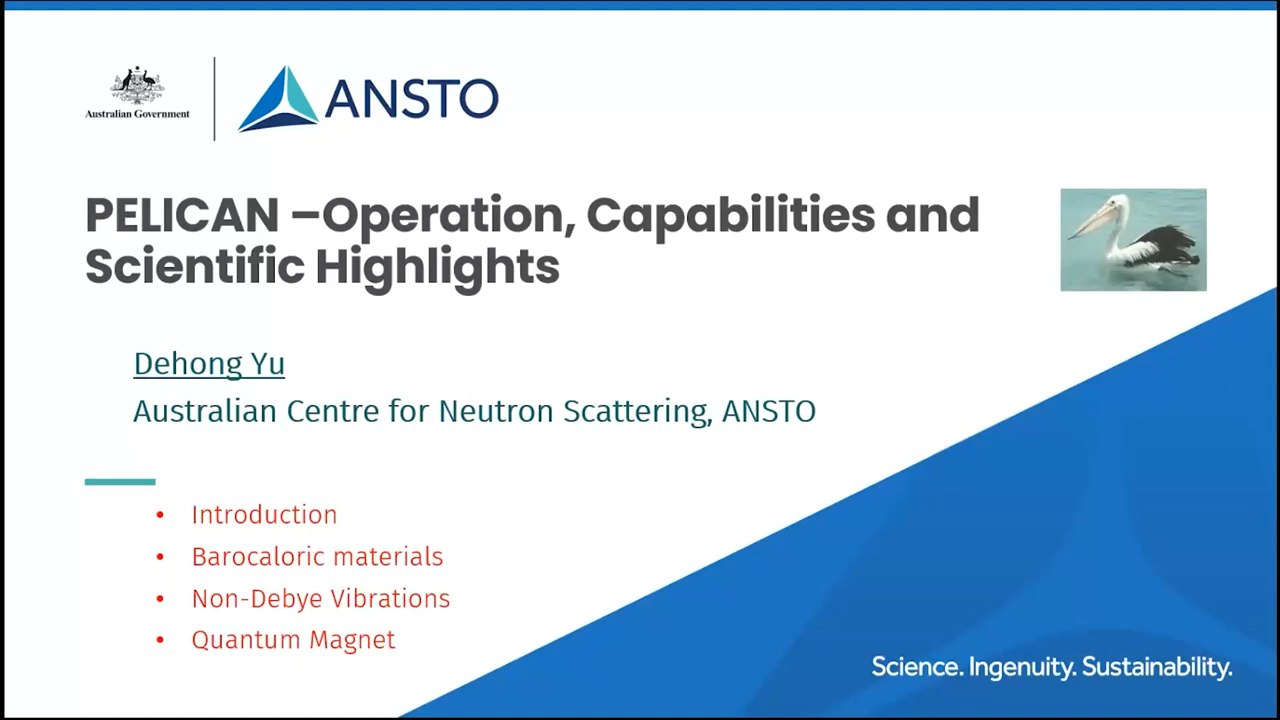 Australian Government
ANSTO
PELICAN –Operation, Capabilities and
Scientific Highlights
Dehong Yu
Australian Centre for Neutron Scattering, ANSTO
• Introduction
• Barocaloric materials
• Non-Debye Vibrations
• Quantum Magnet
Science. Ingenuity. Sustainability.